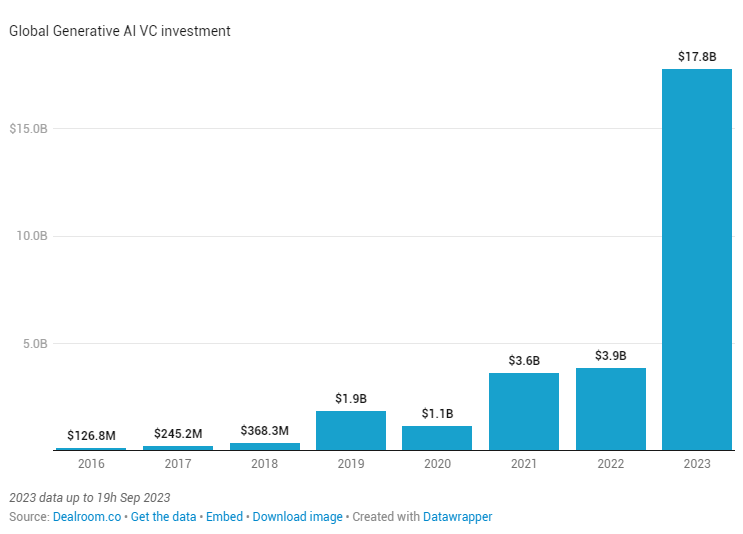 Global Generative AI VC investment
$17.8B
$15.0B
10.0B
5.0B
$126.8M
$245.2M
$368.3M
$1.9B
$1.1B
$3.6B
$3.9B
2016 2017 2018 2019 2020 2021 2022 2023
2023 data up to 19h Sep 2023
Source: Dealroom.co • Get the data • Embed • Download image • Created with Datawrapper